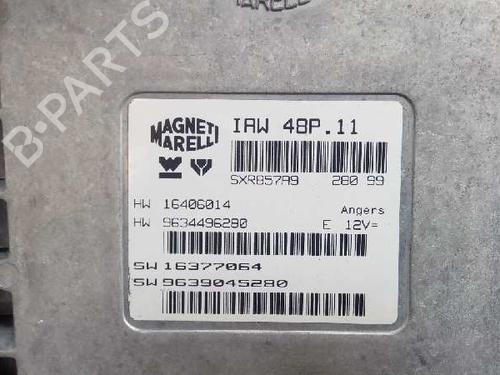 MARELLI
B-PARTS
MAGNETI
MARELLI
IAW 48P.11
SXR857A9 280 99
HW 16406014 Angers
HW 9634496280 E 12V=
SW 16377064
SW 9639045280